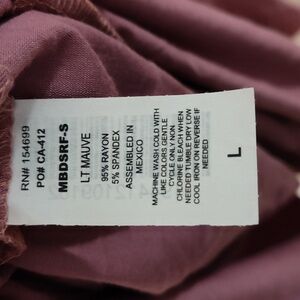 RN# 154699
PO# CA-412
MBDSRF-S
LT MAUVE
95% RAYON
5% SPANDEX
ASSEMBLED IN
MEXICO
MACHINE WASH COLD WITH
LIKE COLORS GENTLE
CYCLE ONLY NON
CHLORINE BLEACH WHEN
NEEDED TUMBLE DRY LOW
COOL IRON ON REVERSE IF
NEEDED
L